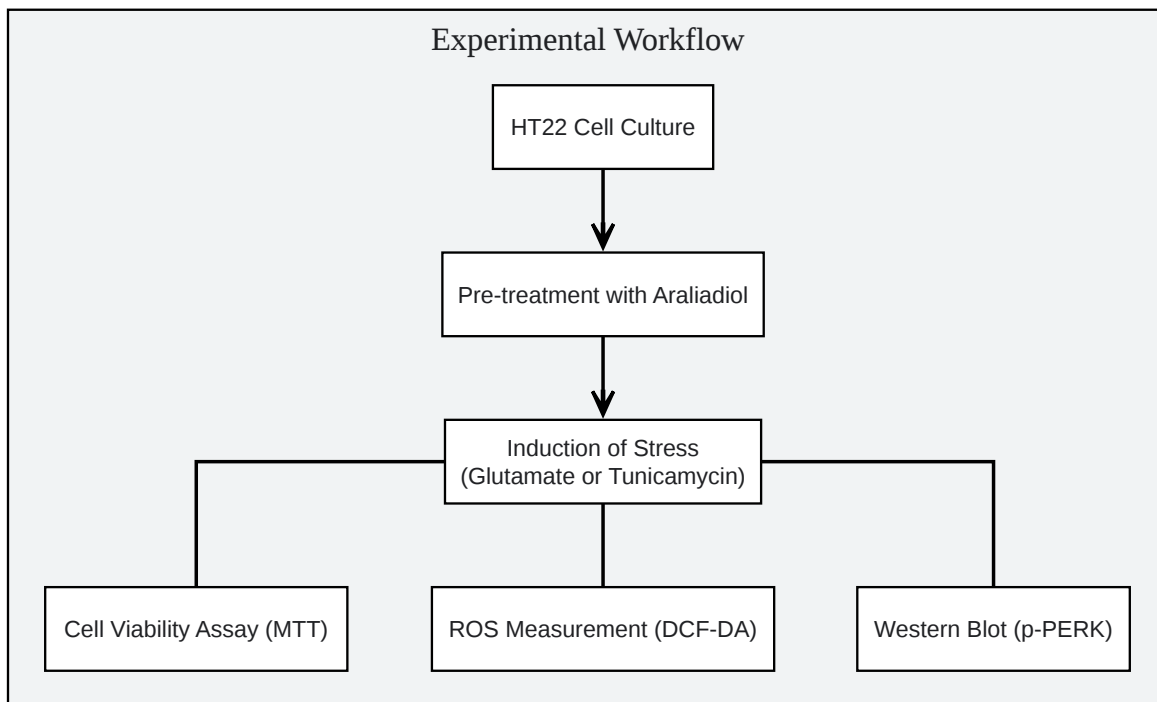 Experimental Workflow
HT22 Cell Culture
Pre-treatment with Araliadiol
Induction of Stress
(Glutamate or Tunicamycin)
Cell Viability Assay (MTT)
ROS Measurement (DCF-DA)
Western Blot (p-PERK)